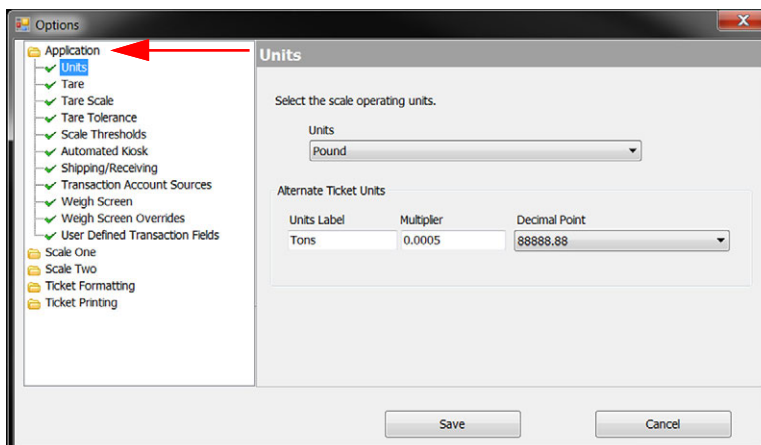 Options
Application
Units
Tare
Tare Scale
Tare Tolerance
Scale Thresholds
Automated Kiosk
Shipping/Receiving
Transaction Account Sources
Weigh Screen
Weigh Screen Overrides
User Defined Transaction Fields
Scale One
Scale Two
Ticket Formatting
Ticket Printing
Units
Select the scale operating units.
Units
Pound
Alternate Ticket Units
Units Label Multipler Decimal Point
Tons 0.0005 88888.88
Save Cancel